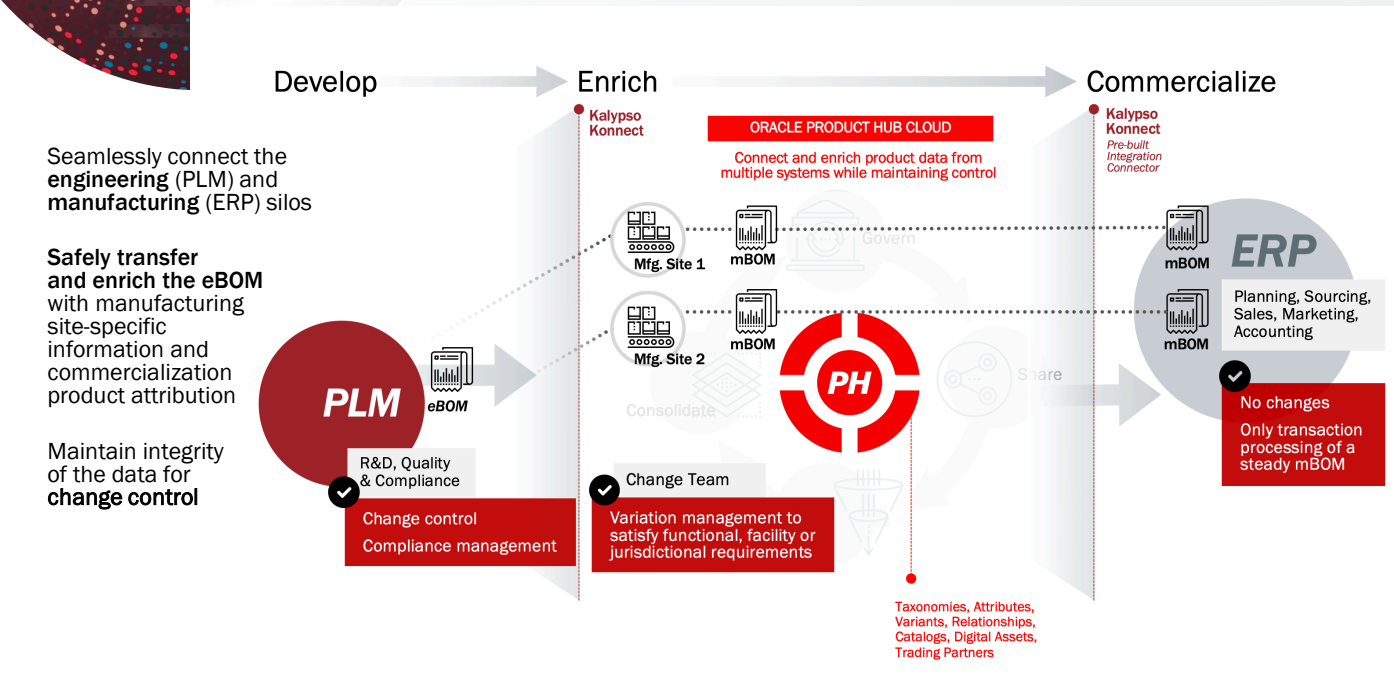 Develop
Enrich
Commercialize
Seamlessly connect the
engineering (PLM) and
manufacturing (ERP) silos
Safely transfer
and enrich the eBOM
with manufacturing
site-specific
information and
commercialization
product attribution
Maintain integrity
of the data for
change control
PLM
eBOM
R&D, Quality
& Compliance
Change control
Compliance management
Kalypso
Konnect
ORACLE PRODUCT HUB CLOUD
Connect and enrich product data from
multiple systems while maintaining control
Mfg. Site 1
mBOM
Govern
Mfg. Site 2
mBOM
Consolidate
PH
Share
Change Team
Variation management to
satisfy functional, facility or
jurisdictional requirements
Taxonomies, Attributes,
Variants, Relationships,
Catalogs, Digital Assets,
Trading Partners
Kalypso
Konnect
Pre-built
Integration
Connector
mBOM
ERP
mBOM
Planning, Sourcing,
Sales, Marketing,
Accounting
No changes
Only transaction
processing of a
steady mBOM